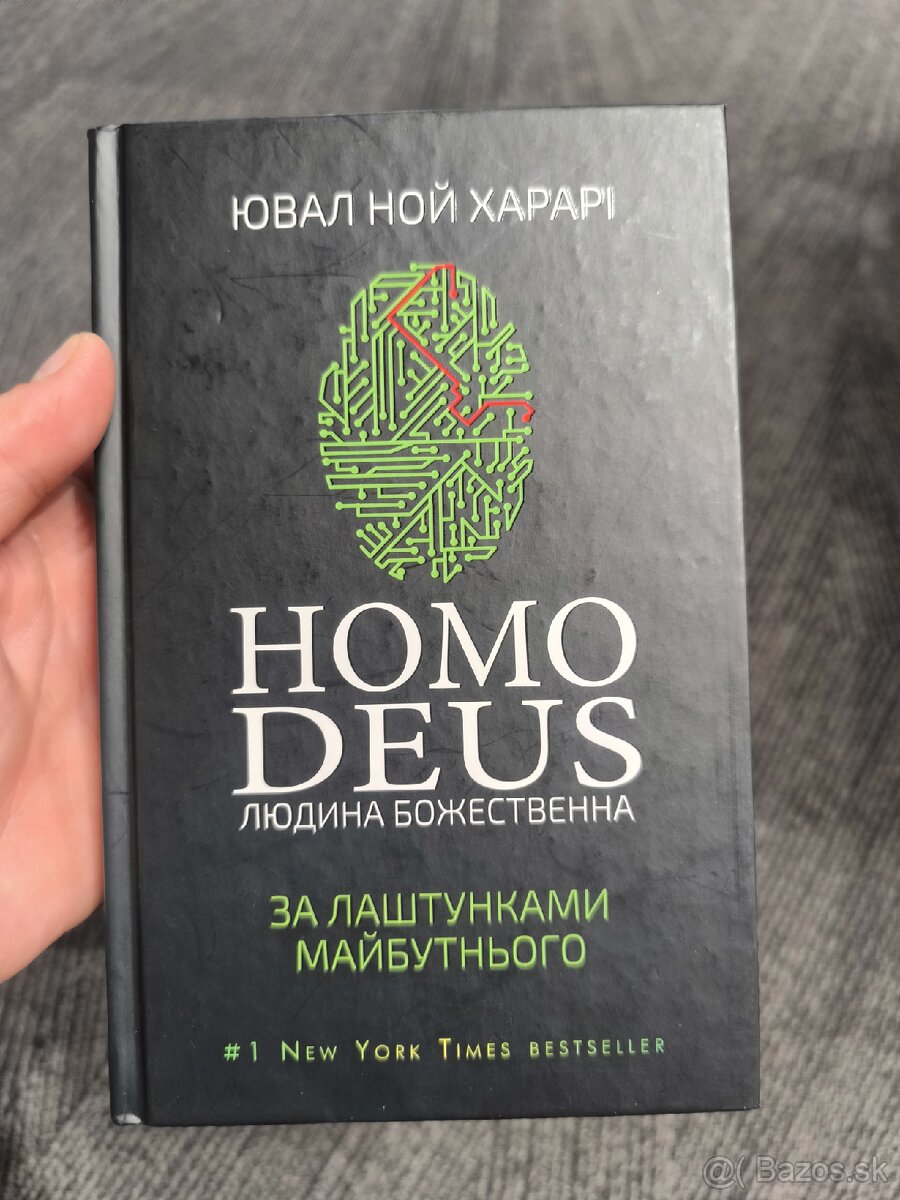 ЮВАЛ НОЙ ХАРАРІ
HOMO
DEUS
ЛЮДИНА БОЖЕСТВЕННА
ЗА ЛАШТУНКАМИ
МАЙБУТНЬОГО
#1 NEW YORK TIMES BESTSELLER
@( Bazos.sk